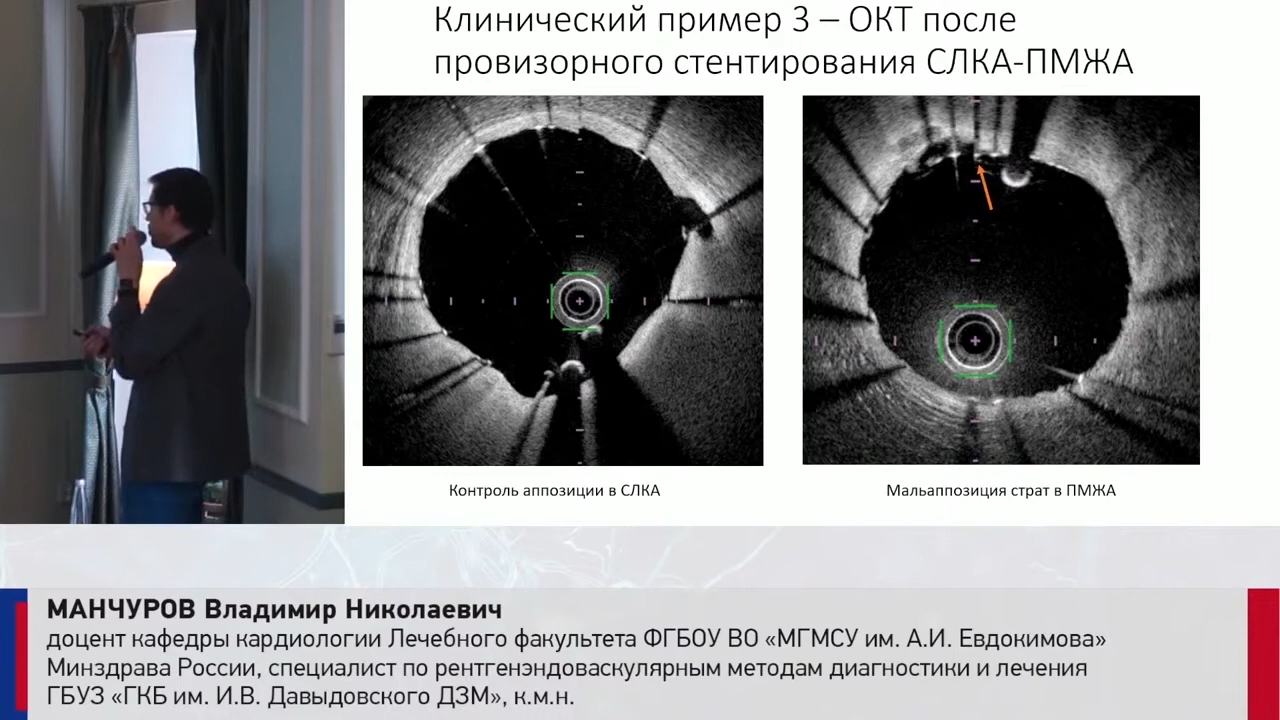 Клинический пример 3 – ОКТ после
провизорного стентирования СЛКА-ПМЖА
Контроль аппозиции в СЛКА
Мальаппозиция страт в ПМЖА
МАНЧУРОВ Владимир Николаевич
доцент кафедры кардиологии Лечебного факультета ФГБОУ ВО «МГМСУ им. А.И. Евдокимова»
Минздрава России, специалист по рентгенэндоваскулярным методам диагностики и лечения
ГБУЗ «ГКБ им. И.В. Давыдовского ДЗМ», к.м.н.